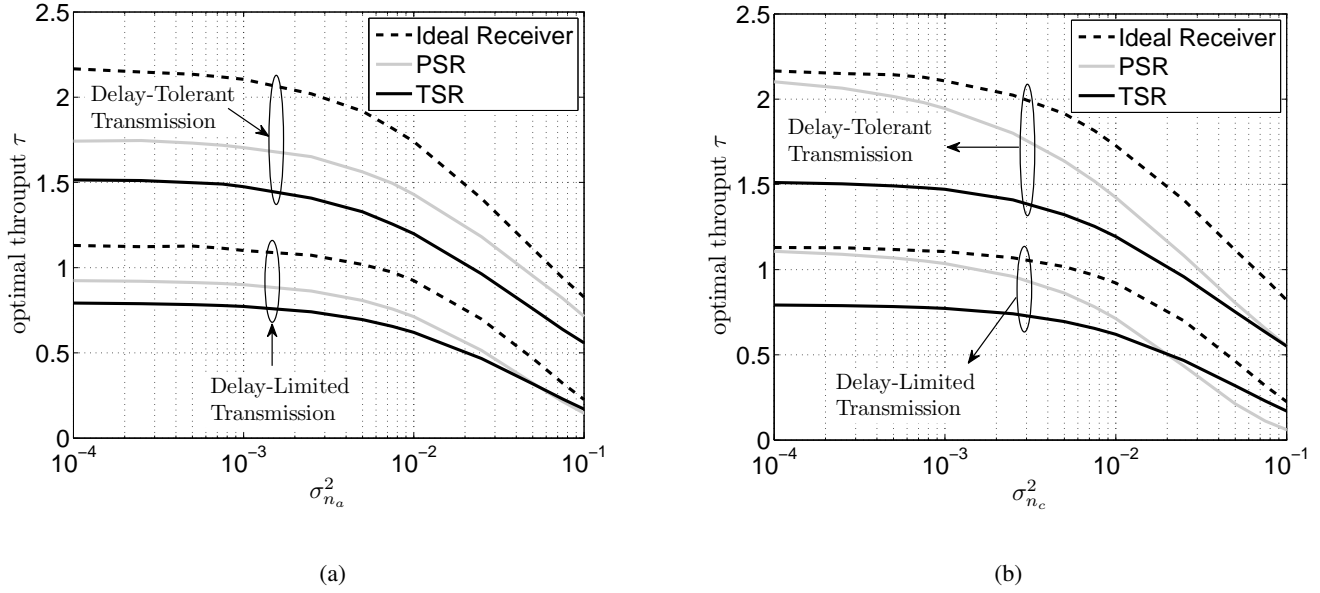 Ideal Receiver
PSR
TSR
Delay-Tolerant
Transmission
Delay-Limited
Transmission
optimal throuput τ
2.5
2
1.5
1
0.5
0
10⁻⁴
10⁻³
10⁻²
10⁻¹
σ²ₙₐ
(a)
Ideal Receiver
PSR
TSR
Delay-Tolerant
Transmission
Delay-Limited
Transmission
optimal throuput τ
2.5
2
1.5
1
0.5
0
10⁻⁴
10⁻³
10⁻²
10⁻¹
σ²_{n_c}
(b)